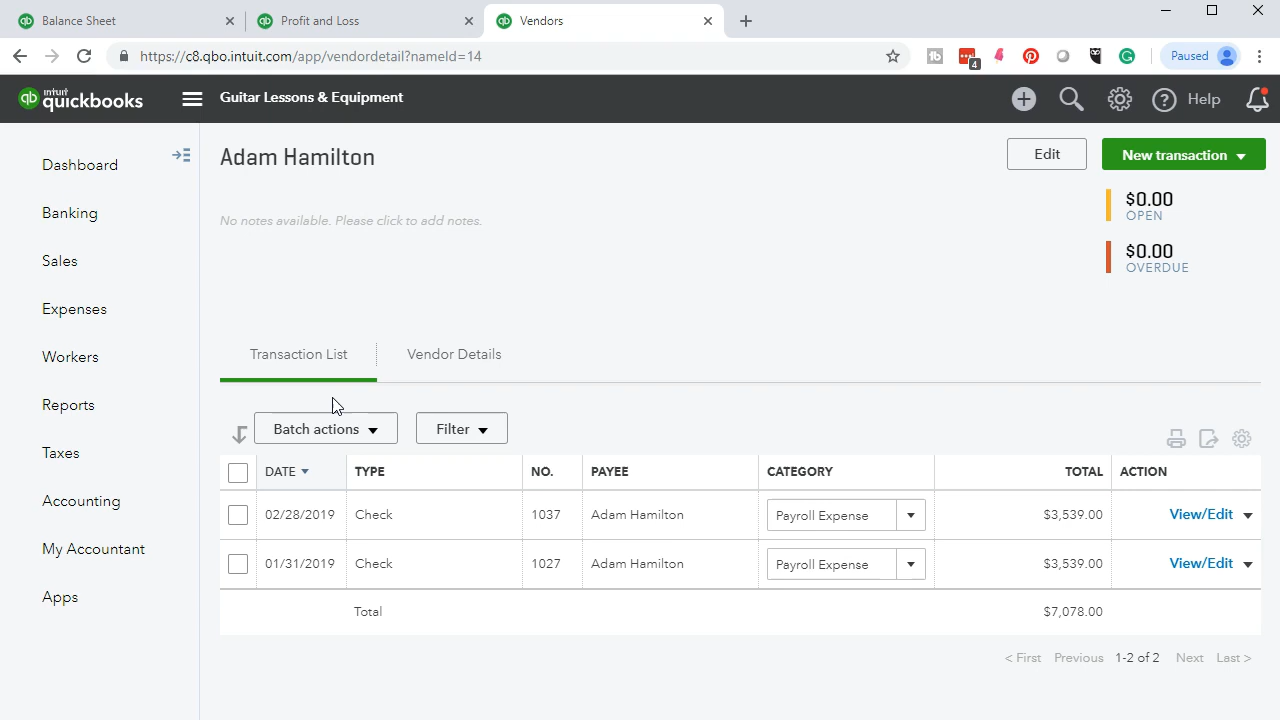 Balance Sheet
Profit and Loss
Vendors
https://c8.qbo.intuit.com/app/vendordetail?nameId=14
4
Paused
intuit quickbooks
Guitar Lessons & Equipment
Help
Dashboard
Banking
Sales
Expenses
Workers
Reports
Taxes
Accounting
My Accountant
Apps
Adam Hamilton
Edit
New transaction
No notes available. Please click to add notes.
$0.00
OPEN
$0.00
OVERDUE
Transaction List
Vendor Details
Batch actions
Filter
DATE TYPE NO. PAYEE CATEGORY TOTAL ACTION
02/28/2019 Check 1037 Adam Hamilton Payroll Expense $3,539.00 View/Edit
01/31/2019 Check 1027 Adam Hamilton Payroll Expense $3,539.00 View/Edit
Total $7,078.00
< First Previous 1-2 of 2 Next Last >